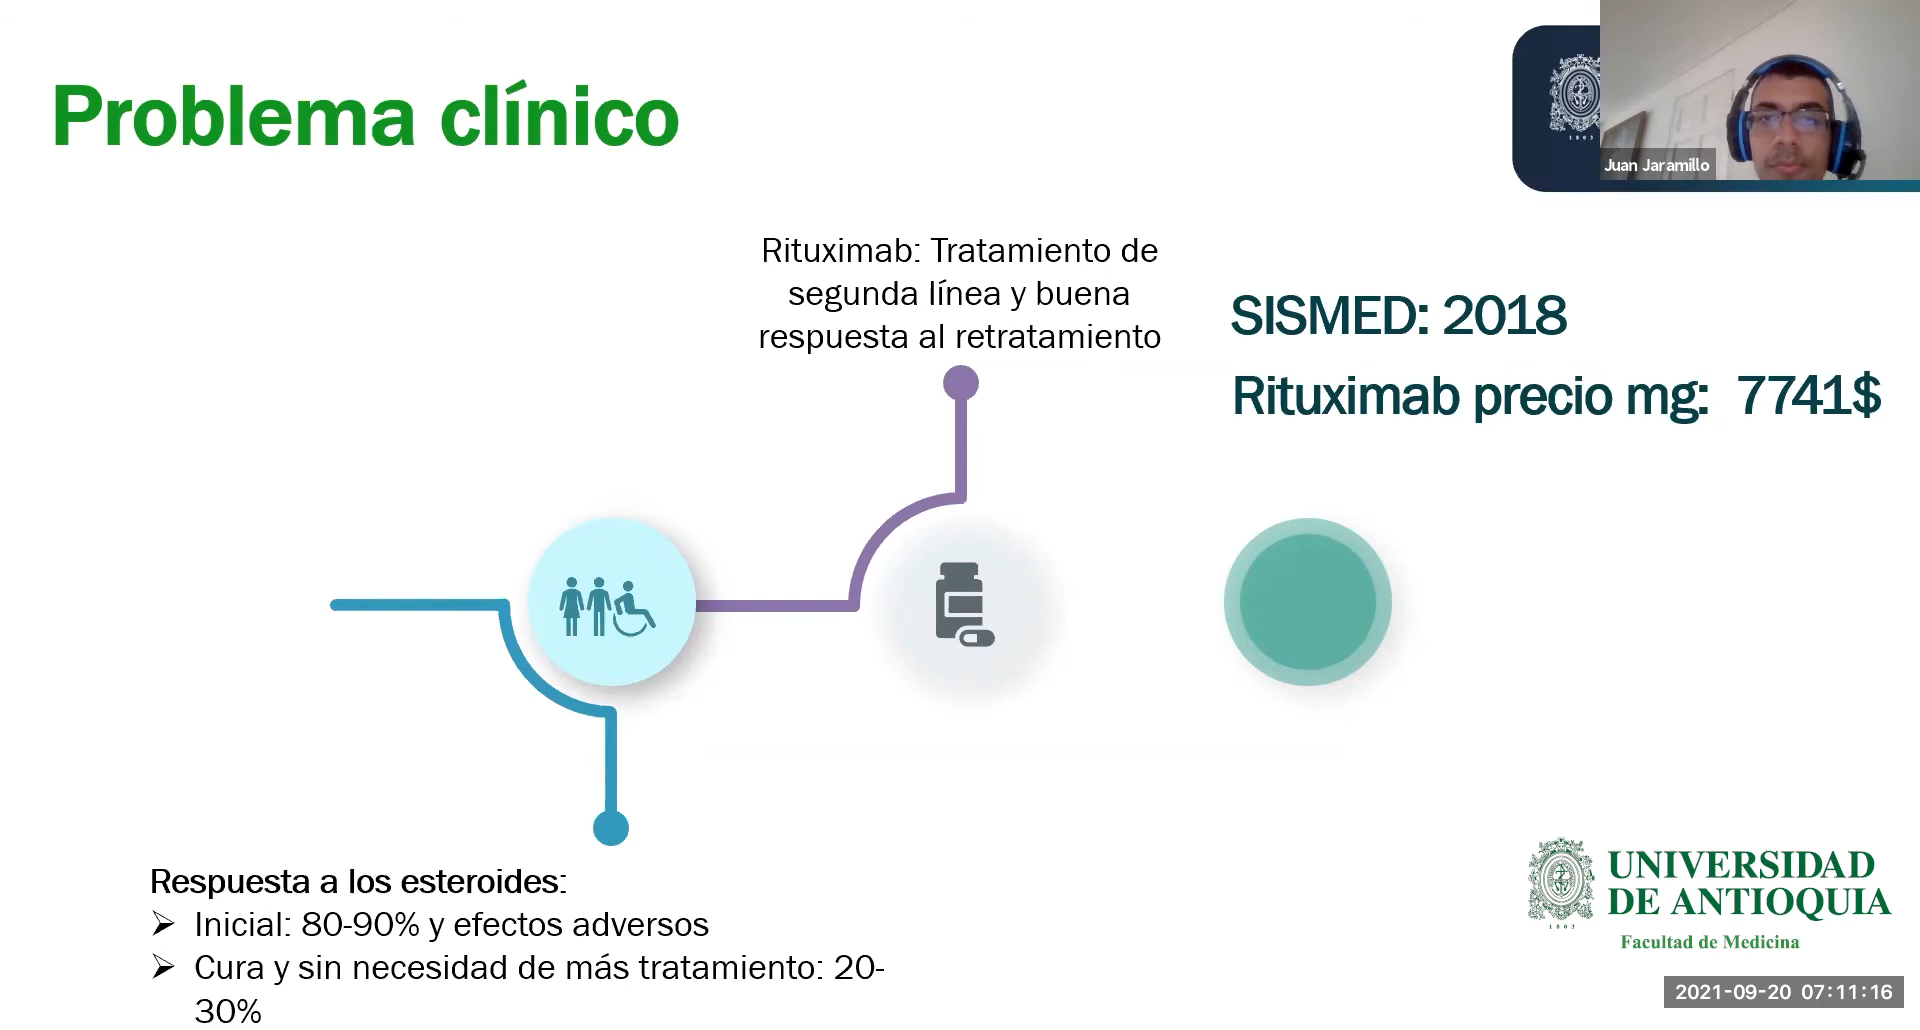 Problema clínico
1803
Juan Jaramillo
Rituximab: Tratamiento de
segunda línea y buena
respuesta al retratamiento
SISMED: 2018
Rituximab precio mg: 7741$
Respuesta a los esteroides:
➢ Inicial: 80-90% y efectos adversos
➢ Cura y sin necesidad de más tratamiento: 20-
30%
UNIVERSIDAD
DE ANTIOQUIA
1803
Facultad de Medicina
2021-09-20 07:11:16